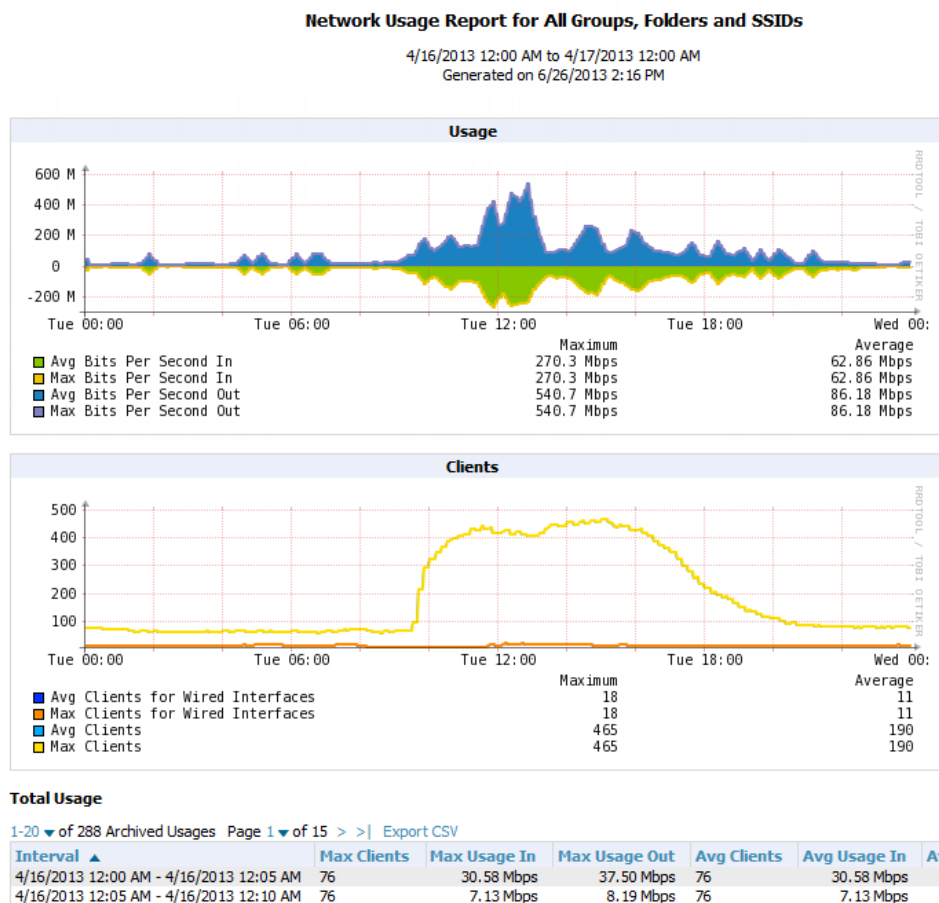 Network Usage Report for All Groups, Folders and SSIDs
4/16/2013 12:00 AM to 4/17/2013 12:00 AM
Generated on 6/26/2013 2:16 PM
Usage
600 M
400 M
200 M
0
-200 M
Tue 00:00 Tue 06:00 Tue 12:00 Tue 18:00 Wed 00:
RRDTOOL / TOBI OETIKER
Maximum Average
Avg Bits Per Second In 270.3 Mbps 62.86 Mbps
Max Bits Per Second In 270.3 Mbps 62.86 Mbps
Avg Bits Per Second Out 540.7 Mbps 86.18 Mbps
Max Bits Per Second Out 540.7 Mbps 86.18 Mbps
Clients
500
400
300
200
100
Tue 00:00 Tue 06:00 Tue 12:00 Tue 18:00 Wed 00:
RRDTOOL / TOBI OETIKER
Maximum Average
Avg Clients for Wired Interfaces 18 11
Max Clients for Wired Interfaces 18 11
Avg Clients 465 190
Max Clients 465 190
Total Usage
1-20 ▼ of 288 Archived Usages Page 1 ▼ of 15 > >| Export CSV
Interval ▲ Max Clients Max Usage In Max Usage Out Avg Clients Avg Usage In
4/16/2013 12:00 AM - 4/16/2013 12:05 AM 76 30.58 Mbps 37.50 Mbps 76 30.58 Mbps
4/16/2013 12:05 AM - 4/16/2013 12:10 AM 76 7.13 Mbps 8.19 Mbps 76 7.13 Mbps